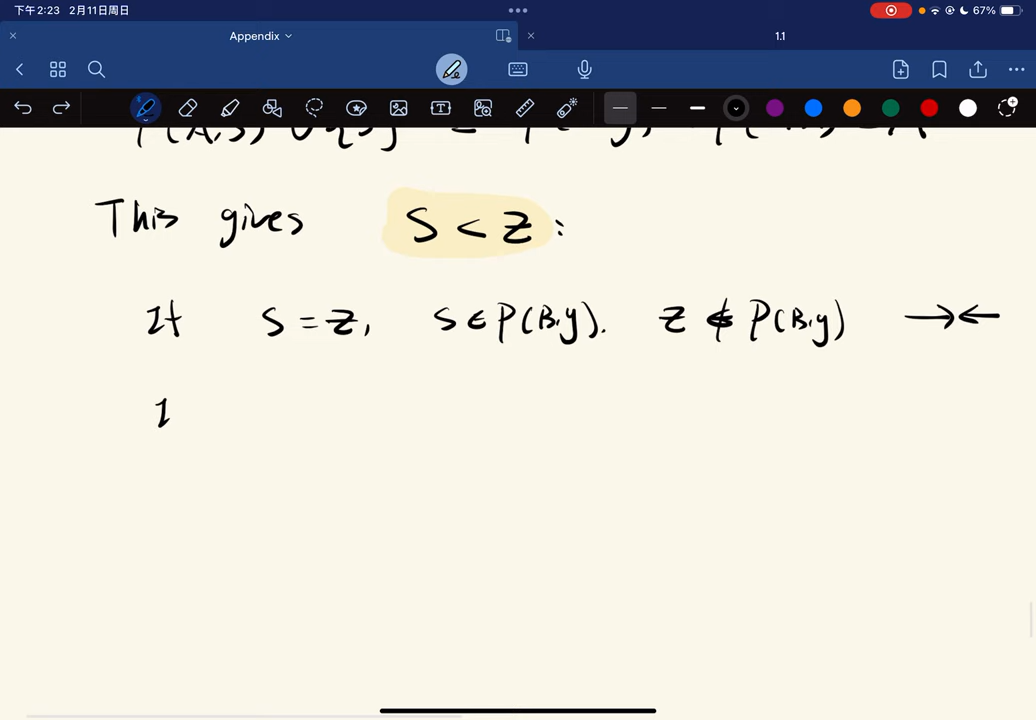 下午2:23 2月11日周日
67%
Appendix
1.1
This gives S < Z :
If S = Z, S ∈ P(B,y). Z ∉ P(B,y) →←
I